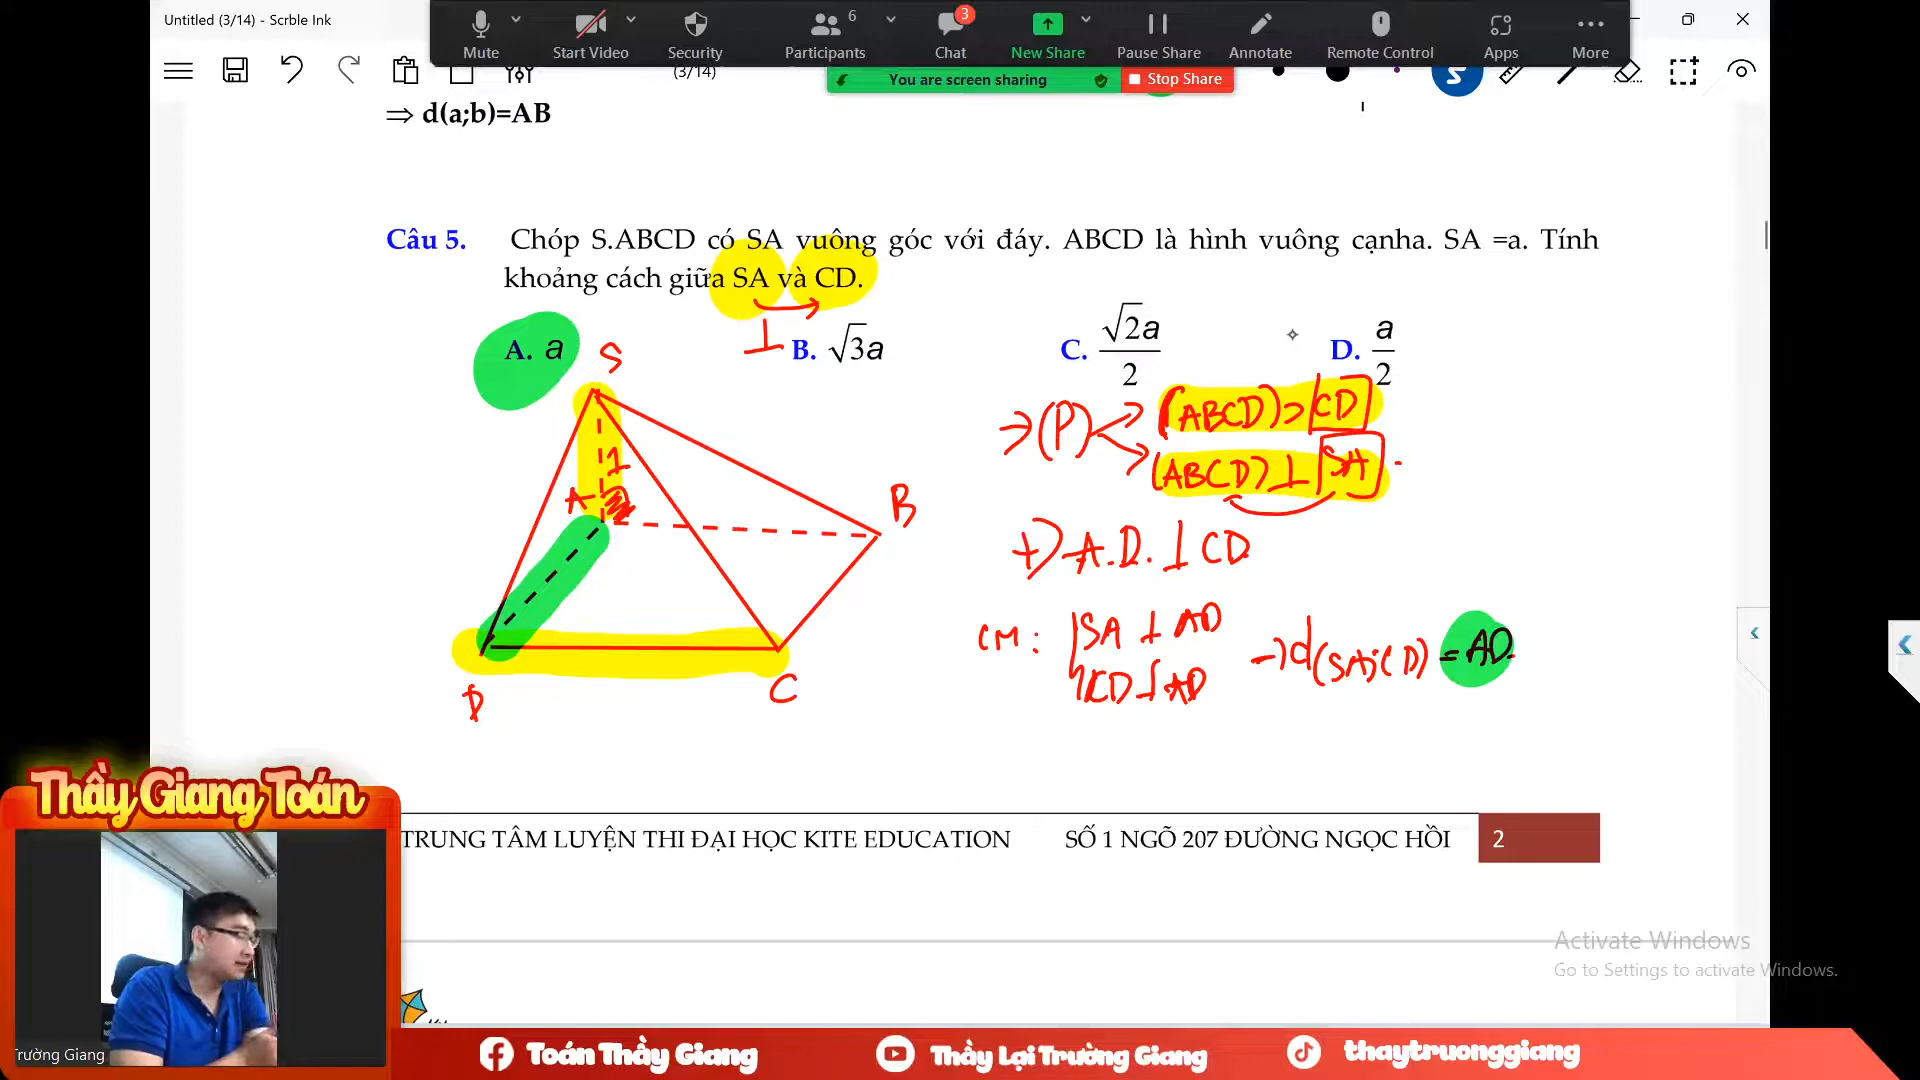 Untitled (3/14) - Scrble Ink
Mute
Start Video
Security
6
Participants
3
Chat
New Share
Pause Share
Annotate
Remote Control
Apps
More
(3/14)
You are screen sharing
Stop Share
⇒ d(a;b)=AB
Câu 5. Chóp S.ABCD có SA vuông góc với đáy. ABCD là hình vuông cạnha. SA =a. Tính
khoảng cách giữa SA và CD.
⊥
A. a B. √3a C. √2a/2 D. a/2
S
A
B
D
C
→(P)
(ABCD)⊃CD
(ABCD)⊥SA.
+) A.D. ⊥ CD
CM: SA ⊥ AD
CD ⊥ AD
→ d(SA;CD) = AD.
TRUNG TÂM LUYỆN THI ĐẠI HỌC KITE EDUCATION SỐ 1 NGÕ 207 ĐƯỜNG NGỌC HỒI 2
Thầy Giang Toán
Trường Giang
Activate Windows
Go to Settings to activate Windows.
Toán Thầy Giang
Thầy Lại Trường Giang
thaytruonggiang